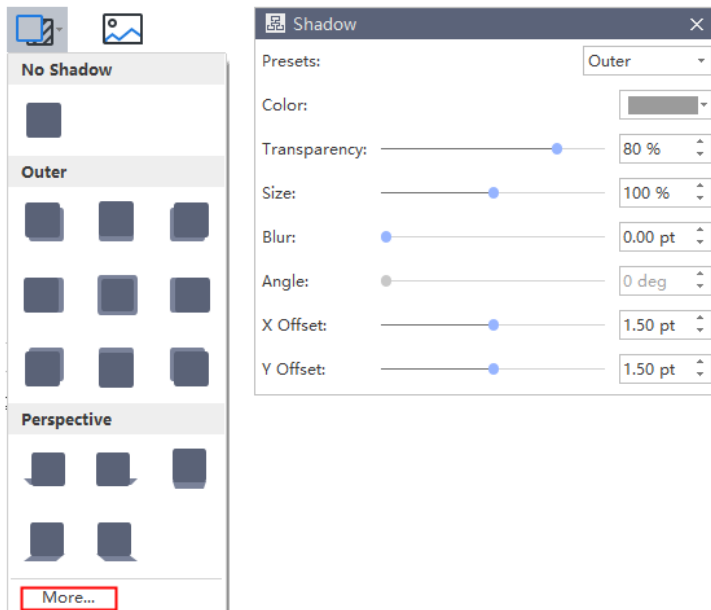 No Shadow
Outer
Perspective
More...
Shadow
Presets: Outer
Color:
Transparency: 80 %
Size: 100 %
Blur: 0.00 pt
Angle: 0 deg
X Offset: 1.50 pt
Y Offset: 1.50 pt